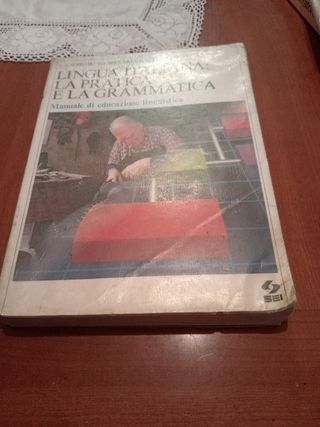 LINGUA ITALIANA:
LA PRATICA
E LA GRAMMATICA
Manuale di educazione linguistica
SEI